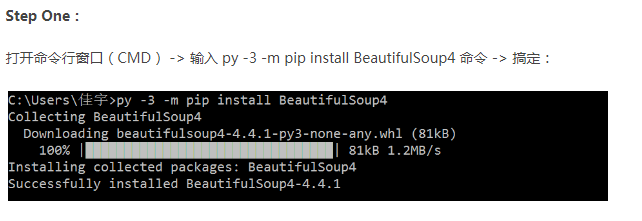 Step One：
打开命令行窗口（CMD） -> 输入 py -3 -m pip install BeautifulSoup4 命令 -> 搞定：
C:\Users\佳宇>py -3 -m pip install BeautifulSoup4
Collecting BeautifulSoup4
  Downloading beautifulsoup4-4.4.1-py3-none-any.whl (81kB)
    100% |████████████████████████████████| 81kB 1.2MB/s
Installing collected packages: BeautifulSoup4
Successfully installed BeautifulSoup4-4.4.1